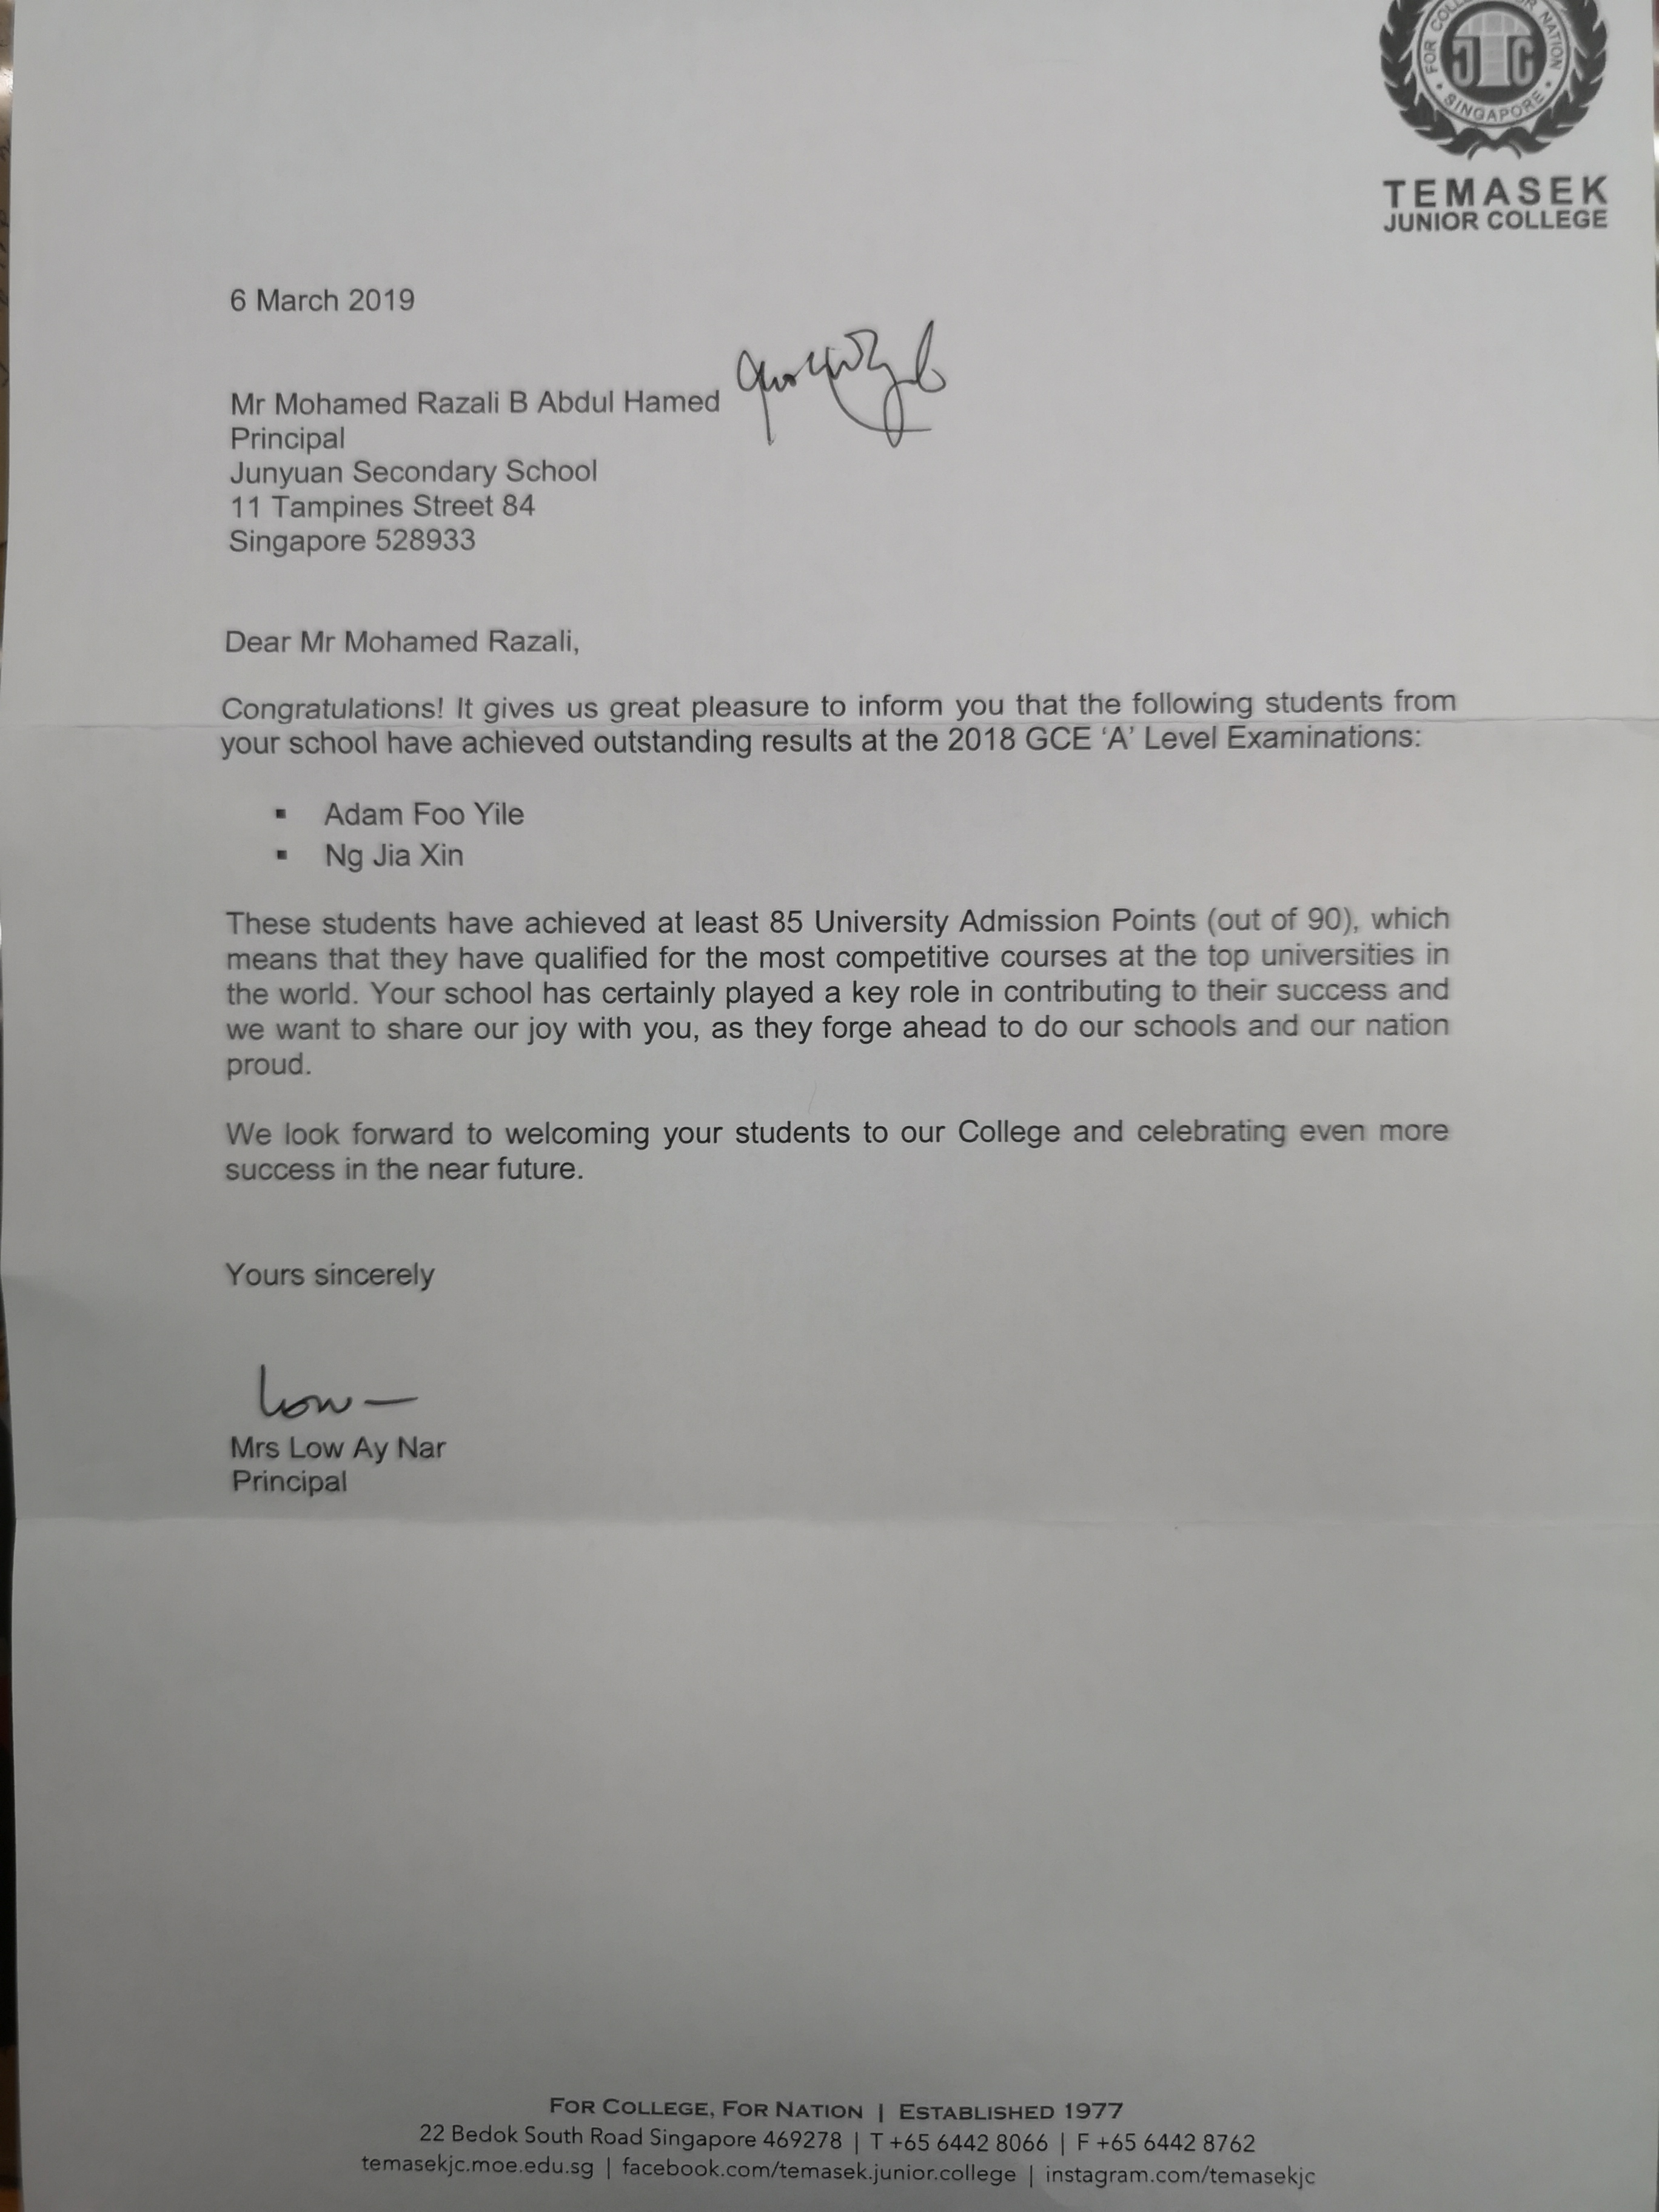 FOR NATION
SINGAPORE
TEMASEK
JUNIOR COLLEGE
6 March 2019
Mr Mohamed Razali B Abdul Hamed
Principal
Junyuan Secondary School
11 Tampines Street 84
Singapore 528933
Dear Mr Mohamed Razali,
Congratulations! It gives us great pleasure to inform you that the following students from
your school have achieved outstanding results at the 2018 GCE ‘A’ Level Examinations:
▪ Adam Foo Yile
▪ Ng Jia Xin
These students have achieved at least 85 University Admission Points (out of 90), which
means that they have qualified for the most competitive courses at the top universities in
the world. Your school has certainly played a key role in contributing to their success and
we want to share our joy with you, as they forge ahead to do our schools and our nation
proud.
We look forward to welcoming your students to our College and celebrating even more
success in the near future.
Yours sincerely
Low
Mrs Low Ay Nar
Principal
FOR COLLEGE, FOR NATION | ESTABLISHED 1977
22 Bedok South Road Singapore 469278 | T +65 6442 8066 | F +65 6442 8762
temasekjc.moe.edu.sg | facebook.com/temasek.junior.college | instagram.com/temasekjc